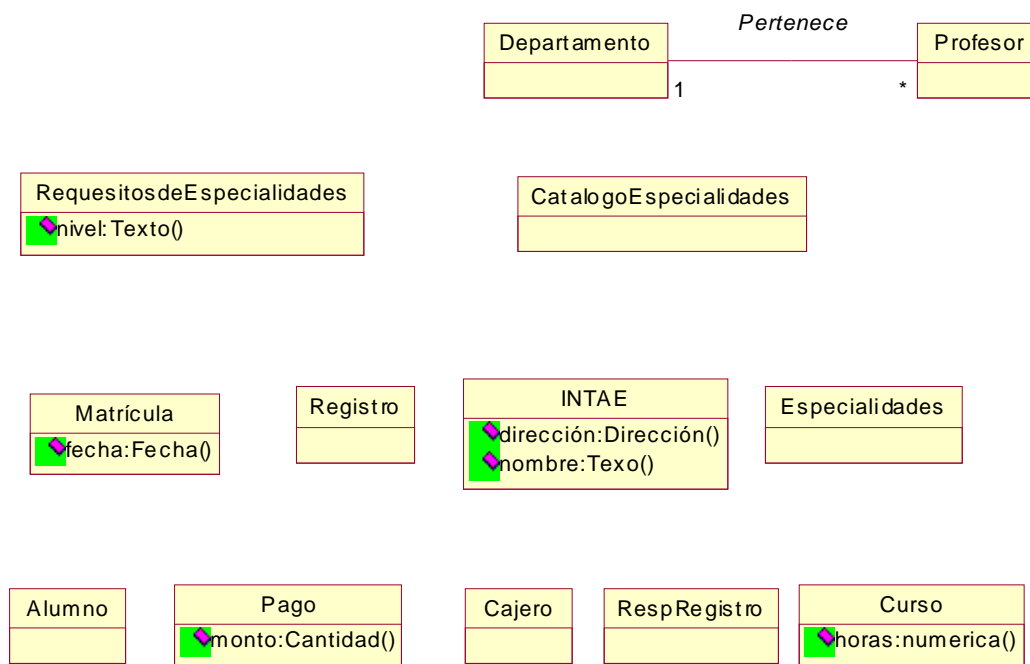 Pertenece
Departamento
Profesor
1
*
RequesitosdeEspecialidades
nivel:Texto()
CatalogoEspecialidades
Matrícula
fecha:Fecha()
Registro
INTAE
dirección:Dirección()
nombre:Texo()
Especialidades
Alumno
Pago
monto:Cantidad()
Cajero
RespRegistro
Curso
horas:numerica()